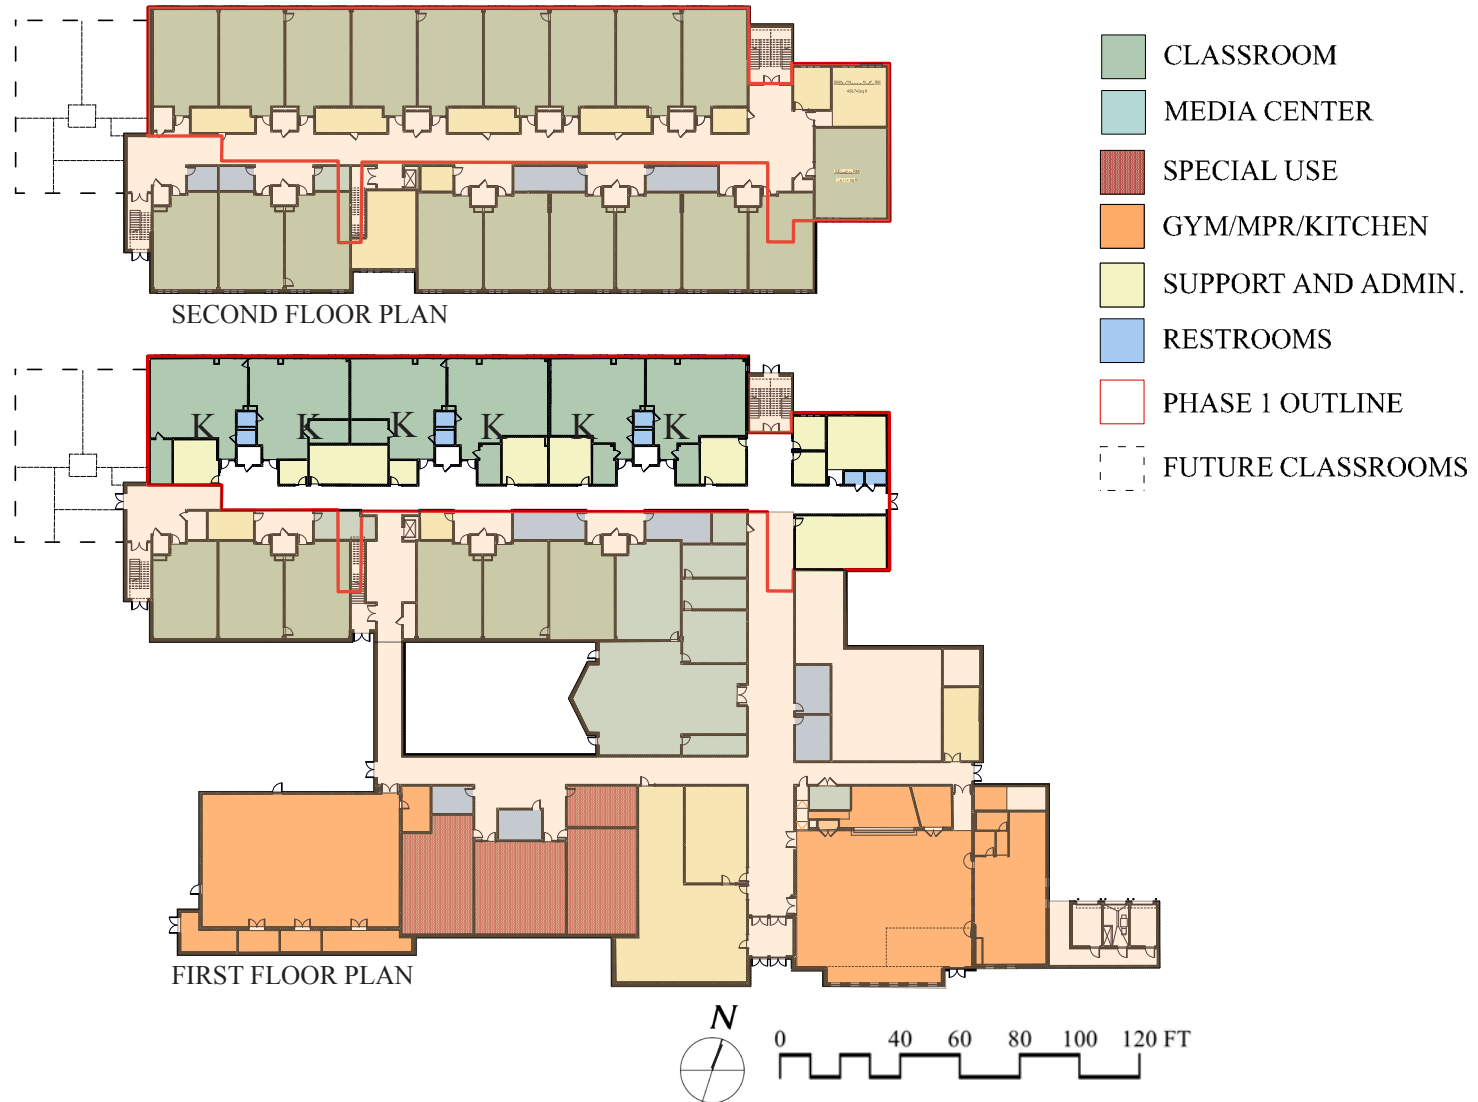 CLASSROOM
MEDIA CENTER
SPECIAL USE
GYM/MPR/KITCHEN
SUPPORT AND ADMIN.
RESTROOMS
PHASE 1 OUTLINE
FUTURE CLASSROOMS
SECOND FLOOR PLAN
K K K K K K
FIRST FLOOR PLAN
N
0 40 60 80 100 120 FT